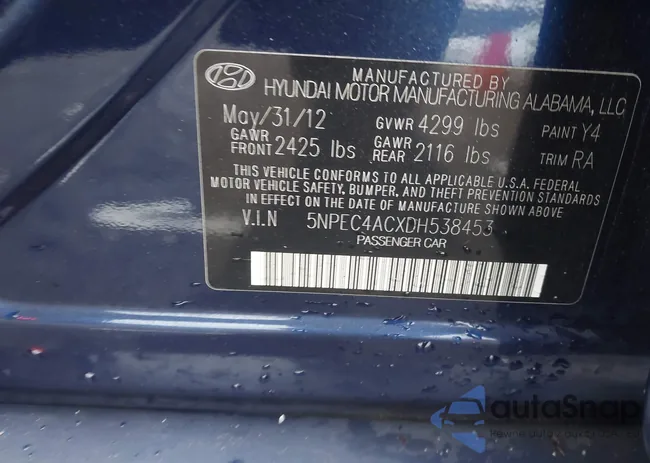 MANUFACTURED BY
HYUNDAI MOTOR MANUFACTURING ALABAMA, LLC
May/31/12 GVWR 4299 lbs PAINT Y4
GAWR FRONT 2425 lbs GAWR REAR 2116 lbs TRIM RA
THIS VEHICLE CONFORMS TO ALL APPLICABLE U.S.A. FEDERAL
MOTOR VEHICLE SAFETY, BUMPER, AND THEFT PREVENTION STANDARDS
IN EFFECT ON THE DATE OF MANUFACTURE SHOWN ABOVE
V.I.N 5NPEC4ACXDH538453
PASSENGER CAR
autaSnap